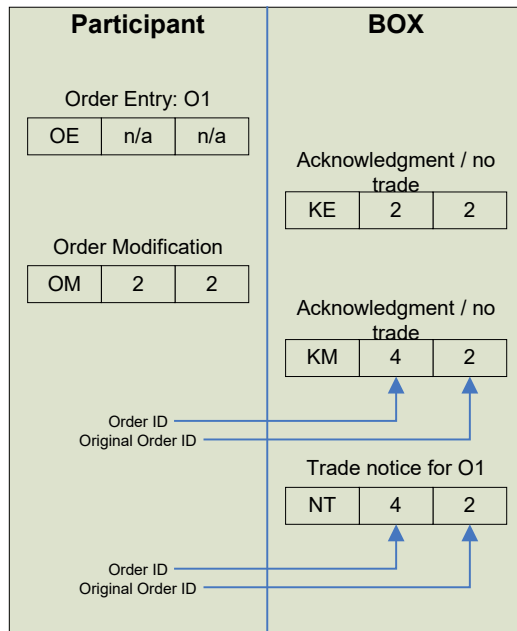 Participant BOX
Order Entry: O1
OE n/a n/a
Acknowledgment / no
trade
KE 2 2
Order Modification
OM 2 2
Acknowledgment / no
trade
KM 4 2
Order ID
Original Order ID
Trade notice for O1
NT 4 2
Order ID
Original Order ID